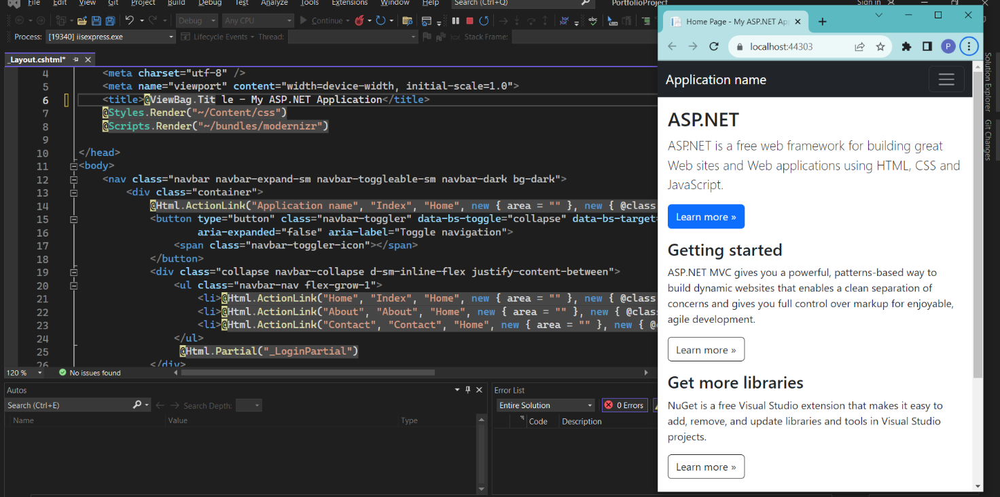 File Edit View Git Project Build Debug Test Analyze Tools Extensions Window Help Search (Ctrl+Q) PortfolioProject Sign in
Debug Any CPU Continue
Process: [19340] iisexpress.exe Lifecycle Events Thread: Stack Frame:
_Layout.cshtml*
4 <meta charset="utf-8" />
5 <meta name="viewport" content="width=device-width, initial-scale=1.0">
6 <title>@ViewBag.Tit le - My ASP.NET Application</title>
7 @Styles.Render("~/Content/css")
8 @Scripts.Render("~/bundles/modernizr")
9
10 </head>
11 <body>
12 <nav class="navbar navbar-expand-sm navbar-toggleable-sm navbar-dark bg-dark">
13 <div class="container">
14 @Html.ActionLink("Application name", "Index", "Home", new { area = "" }, new { @class
15 <button type="button" class="navbar-toggler" data-bs-toggle="collapse" data-bs-target=
16 aria-expanded="false" aria-label="Toggle navigation">
17 <span class="navbar-toggler-icon"></span>
18 </button>
19 <div class="collapse navbar-collapse d-sm-inline-flex justify-content-between">
20 <ul class="navbar-nav flex-grow-1">
21 <li>@Html.ActionLink("Home", "Index", "Home", new { area = "" }, new { @class
22 <li>@Html.ActionLink("About", "About", "Home", new { area = "" }, new { @clas
23 <li>@Html.ActionLink("Contact", "Contact", "Home", new { area = "" }, new { @
24 </ul>
25 @Html.Partial("_LoginPartial")
26 </div>
120 % No issues found
Autos
Search (Ctrl+E) Search Depth:
Name Value Type
Error List
Entire Solution 0 Errors
Code Description
Home Page - My ASP.NET Ap
localhost:44303
P
Application name
ASP.NET
ASP.NET is a free web framework for building great
Web sites and Web applications using HTML, CSS and
JavaScript.
Learn more »
Getting started
ASP.NET MVC gives you a powerful, patterns-based way to
build dynamic websites that enables a clean separation of
concerns and gives you full control over markup for enjoyable,
agile development.
Learn more »
Get more libraries
NuGet is a free Visual Studio extension that makes it easy to
add, remove, and update libraries and tools in Visual Studio
projects.
Learn more »
Solution Explorer
Git Changes